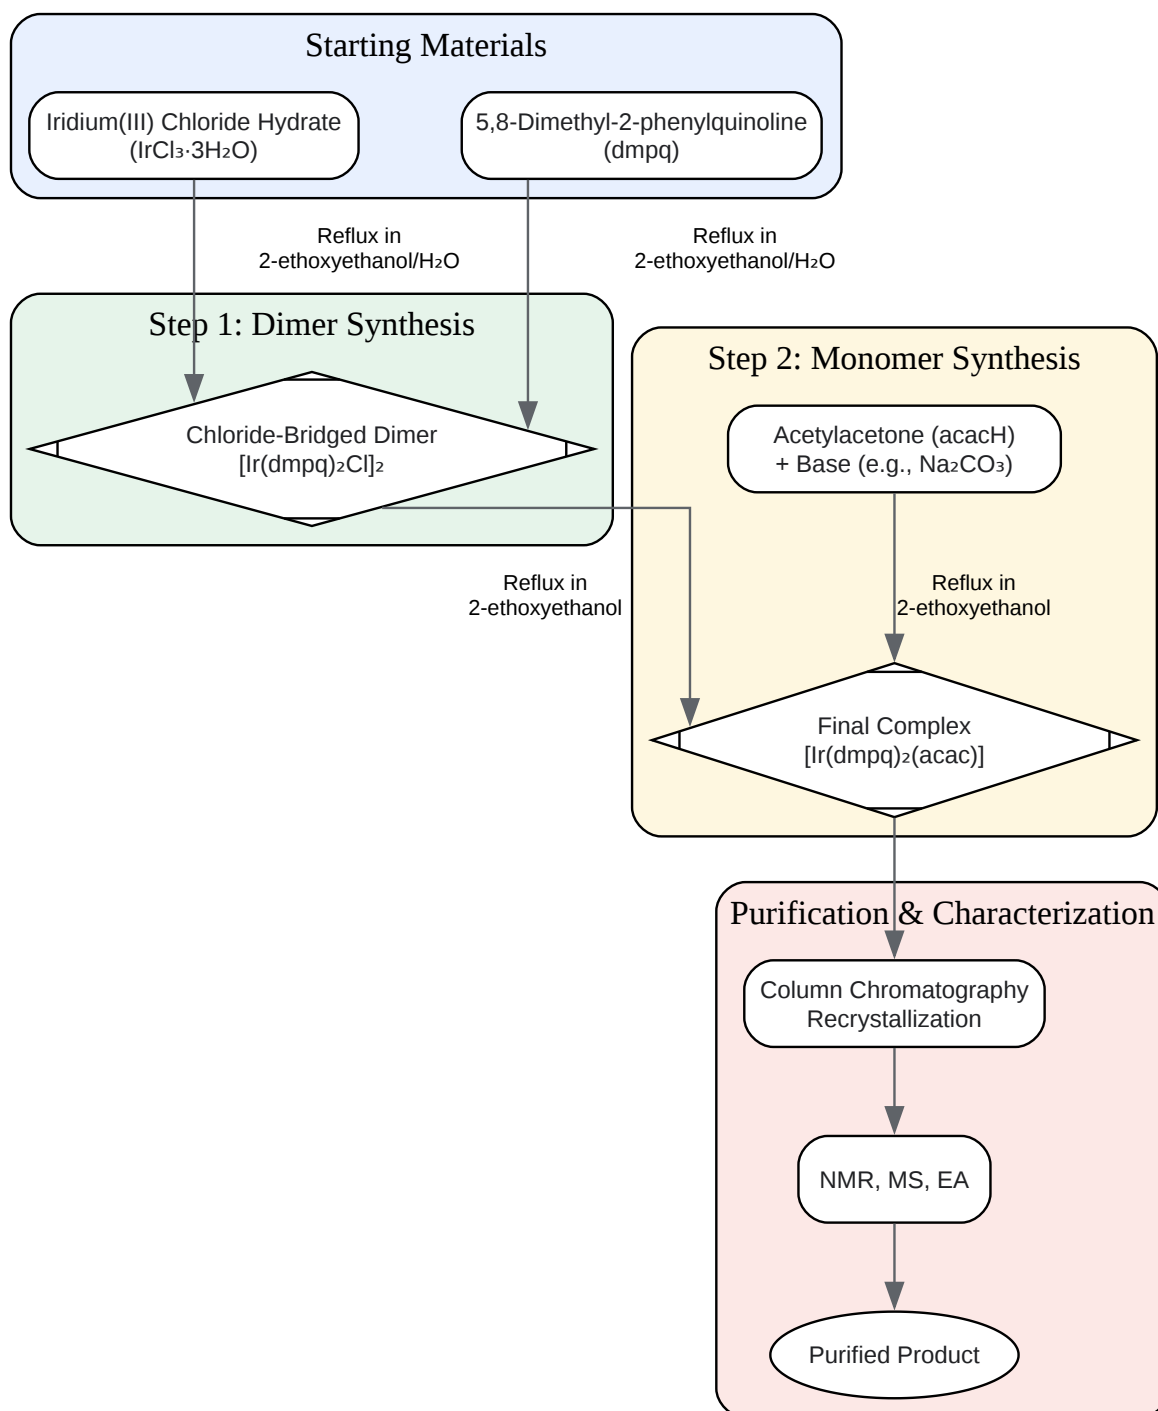 Starting Materials
Iridium(III) Chloride Hydrate
(IrCl₃·3H₂O)
5,8-Dimethyl-2-phenylquinoline
(dmpq)
Reflux in
2-ethoxyethanol/H₂O
Reflux in
2-ethoxyethanol/H₂O
Step 1: Dimer Synthesis
Chloride-Bridged Dimer
[Ir(dmpq)₂Cl]₂
Step 2: Monomer Synthesis
Acetylacetone (acacH)
+ Base (e.g., Na₂CO₃)
Reflux in
2-ethoxyethanol
Reflux in
2-ethoxyethanol
Final Complex
[Ir(dmpq)₂(acac)]
Purification & Characterization
Column Chromatography
Recrystallization
NMR, MS, EA
Purified Product